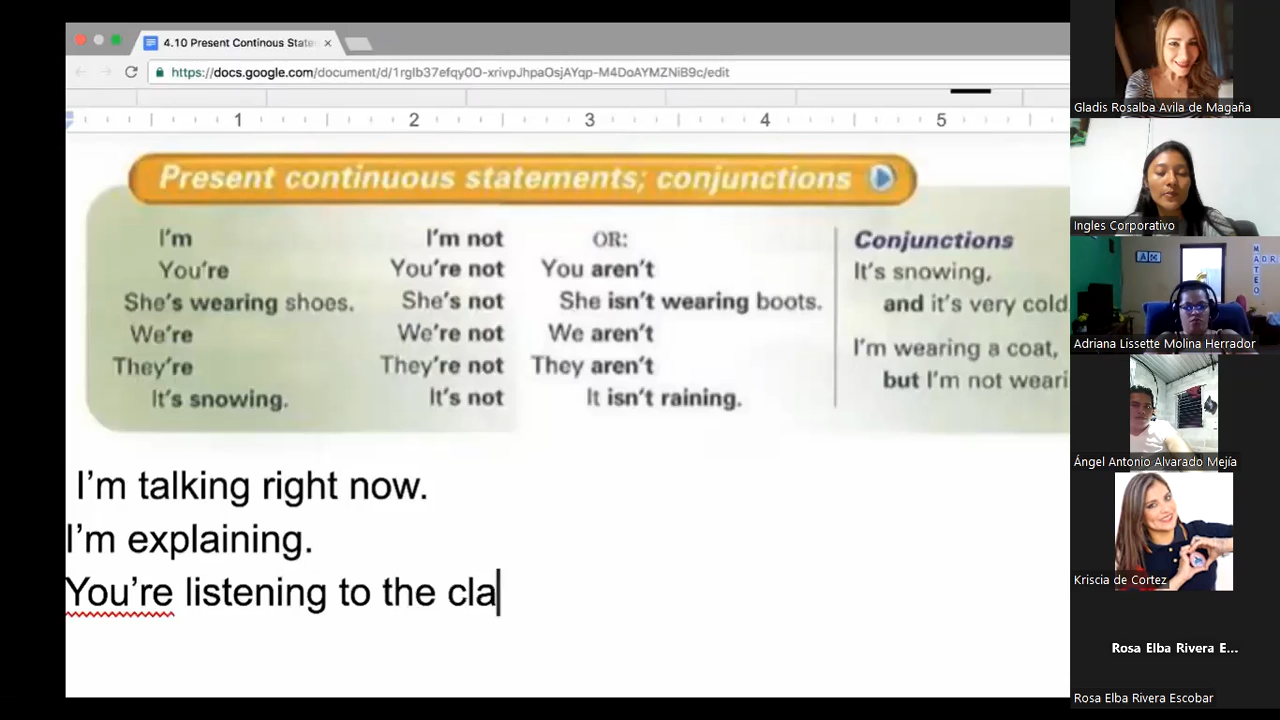 4.10 Present Continous State
https://docs.google.com/document/d/1rglb37efqy0O-xrivpJhpaOsjAYqp-M4DoAYMZNiB9c/edit
1 2 3 4 5
Present continuous statements; conjunctions
I'm I'm not OR:
You're You're not You aren't
She's wearing shoes. She's not She isn't wearing boots.
We're We're not We aren't
They're They're not They aren't
It's snowing. It's not It isn't raining.
Conjunctions
It's snowing,
and it's very cold
I'm wearing a coat,
but I'm not weari
I'm talking right now.
I'm explaining.
You're listening to the cla
Gladis Rosalba Avila de Magaña
Ingles Corporativo
AM
MATEO
ADR
Adriana Lissette Molina Herrador
Ángel Antonio Alvarado Mejía
Kriscia de Cortez
Rosa Elba Rivera E...
Rosa Elba Rivera Escobar